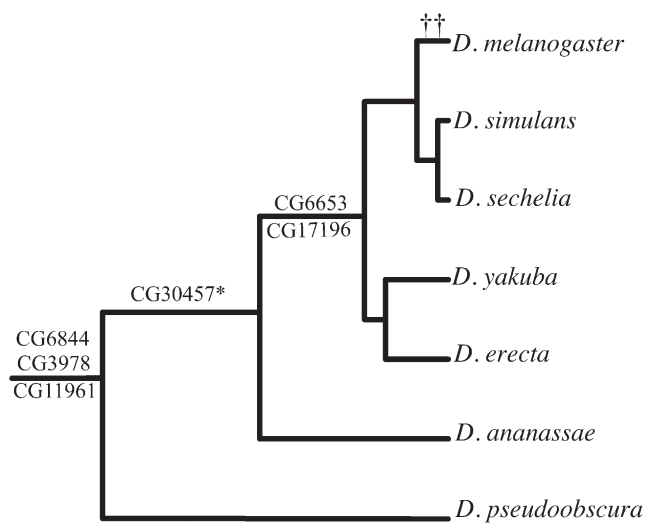 ††
D. melanogaster
D. simulans
D. sechelia
CG6653
CG17196
D. yakuba
CG30457*
CG6844
D. erecta
CG3978
CG11961
D. ananassae
D. pseudoobscura